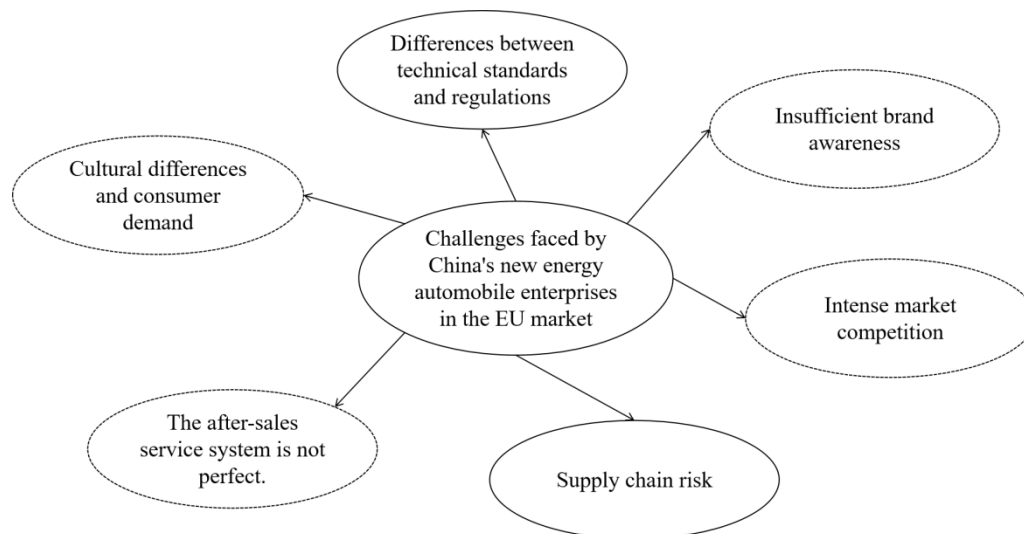 Differences between
technical standards
and regulations
Insufficient brand
awareness
Cultural differences
and consumer
demand
Challenges faced by
China's new energy
automobile enterprises
in the EU market
Intense market
competition
The after-sales
service system is not
perfect.
Supply chain risk